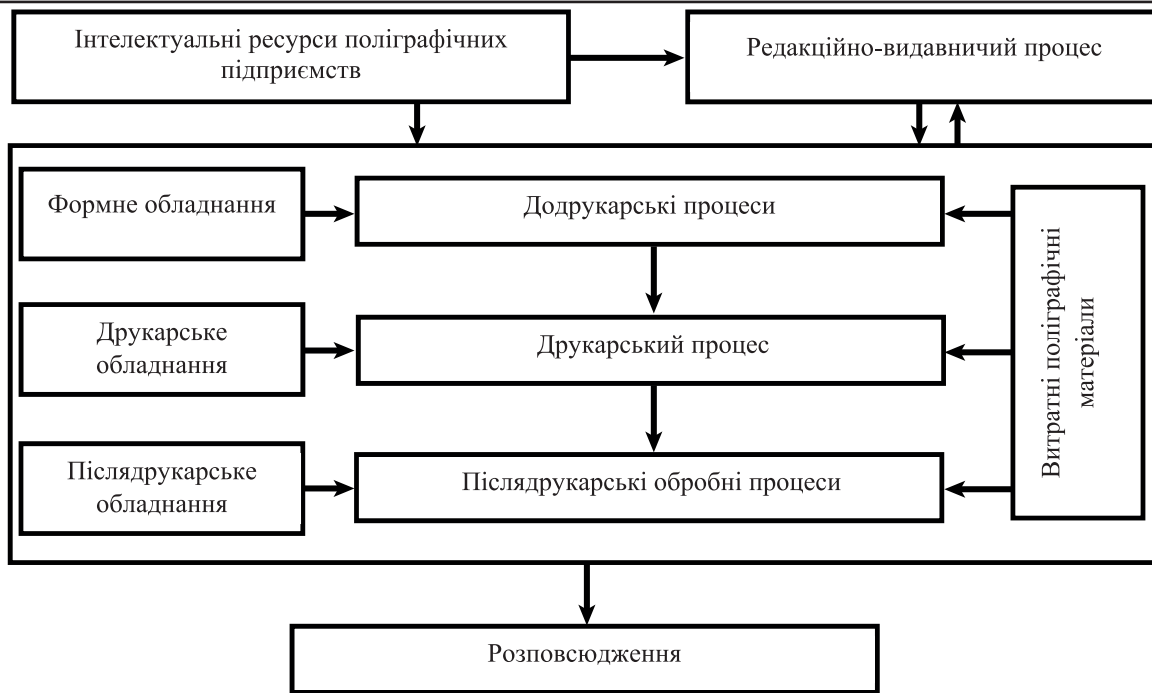 Інтелектуальні ресурси поліграфічних
підприємств
Редакційно-видавничий процес
Формне обладнання
Додрукарські процеси
Друкарське
обладнання
Друкарський процес
Післядрукарське
обладнання
Післядрукарські обробні процеси
Витратні поліграфічні
матеріали
Розповсюдження